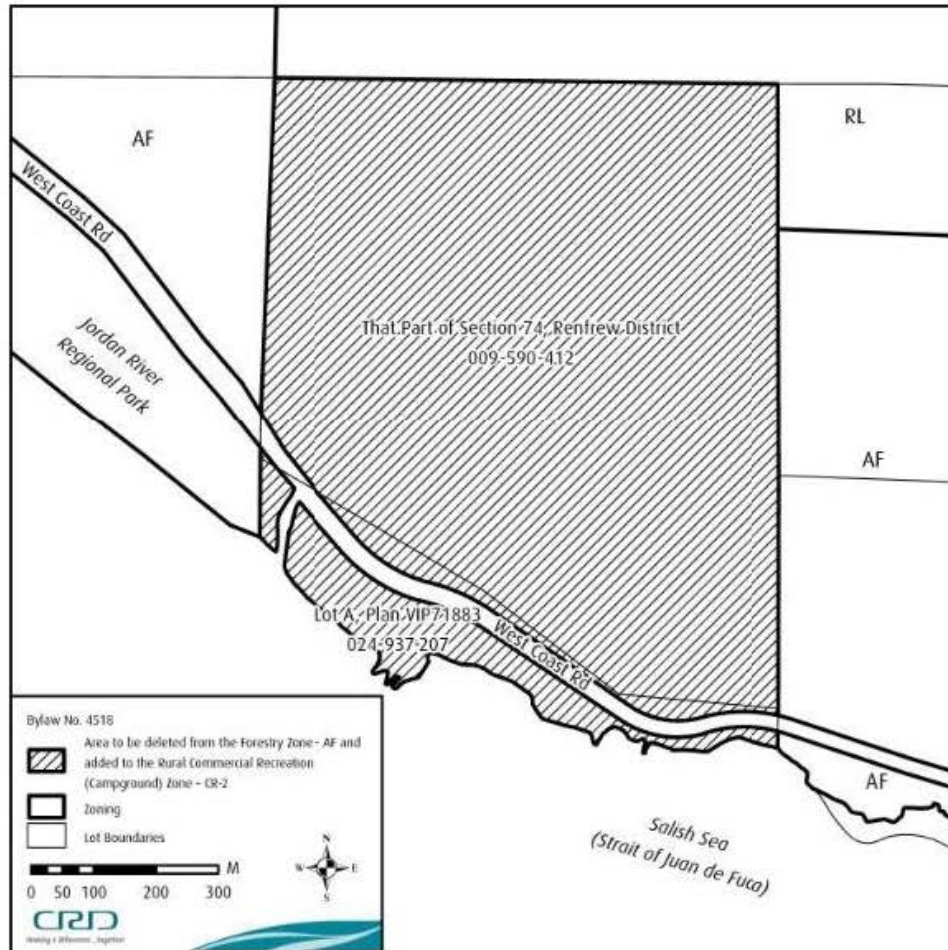 AF
RL
West Coast Rd
Jordan River
Regional Park
That Part of Section 74, Renfrew District
009-590-412
AF
Lot A, Plan VIP71883
024-937-207
West Coast Rd
AF
Salish Sea
(Strait of Juan de Fuca)
Bylaw No. 4518
Area to be deleted from the Forestry Zone - AF and
added to the Rural Commercial Recreation
(Campground) Zone - CR-2
Zoning
Lot Boundaries
N
W E
S
M
0 50 100 200 300
CRD
Making a difference...together